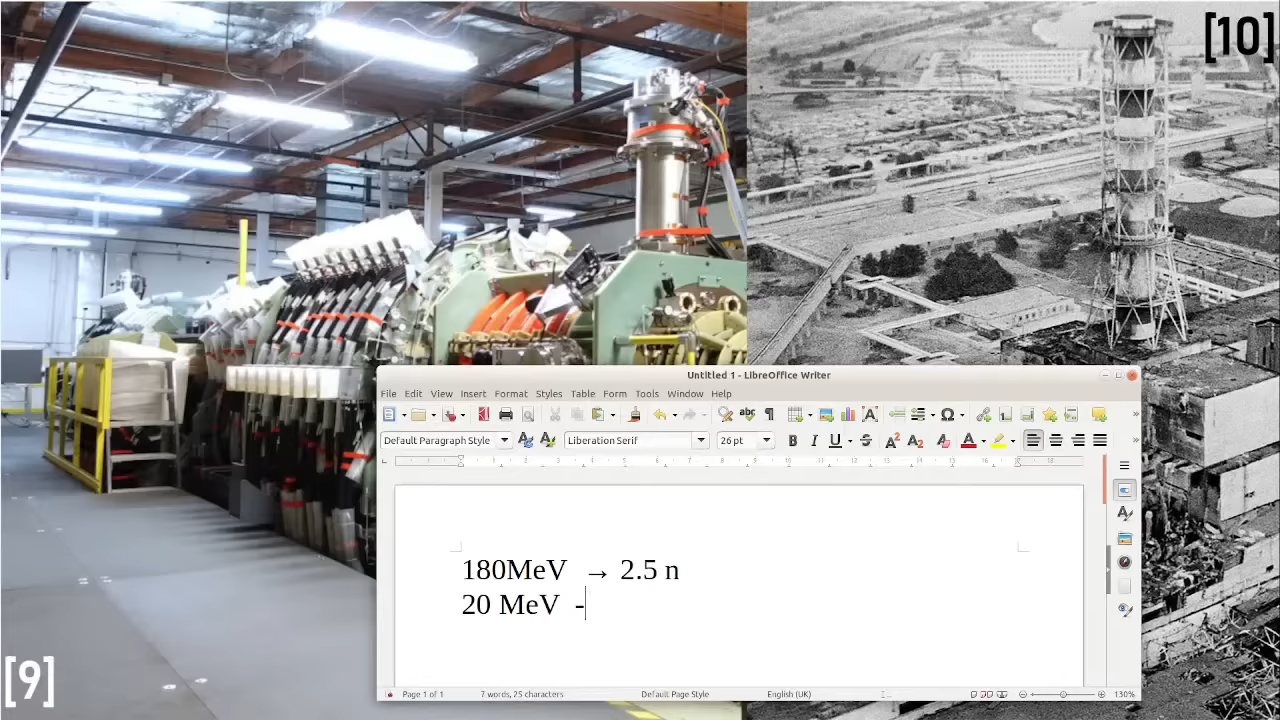 [10]
Untitled 1 - LibreOffice Writer
File Edit View Insert Format Styles Table Form Tools Window Help
Default Paragraph Style Liberation Serif 26 pt
180MeV → 2.5 n
20 MeV -
[9]
Page 1 of 1 7 words, 25 characters Default Page Style English (UK) 130%